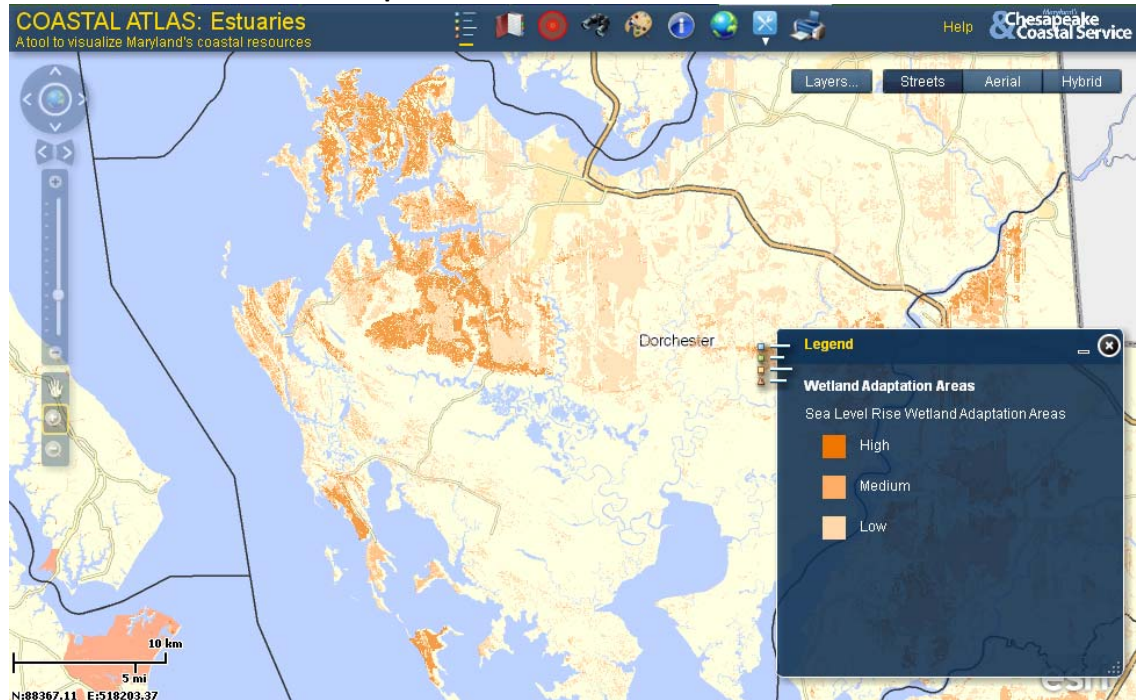 COASTAL ATLAS: Estuaries
A tool to visualize Maryland's coastal resources
Help
Maryland's
Chesapeake
& Coastal Service
Layers...
Streets
Aerial
Hybrid
Dorchester
Legend
Wetland Adaptation Areas
Sea Level Rise Wetland Adaptation Areas
High
Medium
Low
10 km
5 mi
N:88367.11 E:518203.37
esri